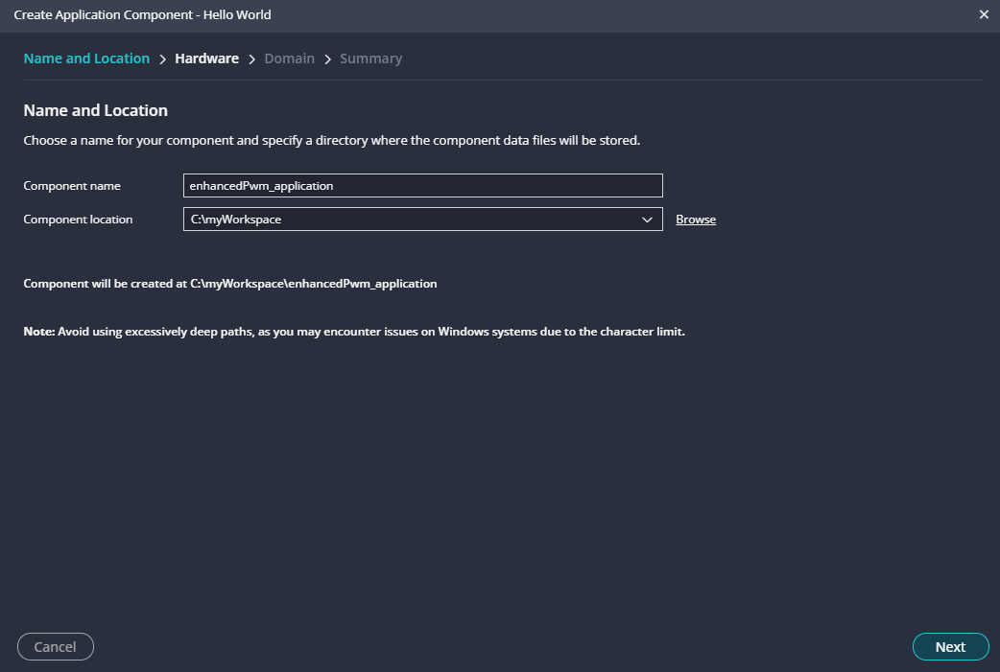 Create Application Component - Hello World
Name and Location > Hardware > Domain > Summary
Name and Location
Choose a name for your component and specify a directory where the component data files will be stored.
Component name enhancedPwm_application
Component location C:\myWorkspace Browse
Component will be created at C:\myWorkspace\enhancedPwm_application
Note: Avoid using excessively deep paths, as you may encounter issues on Windows systems due to the character limit.
Cancel Next